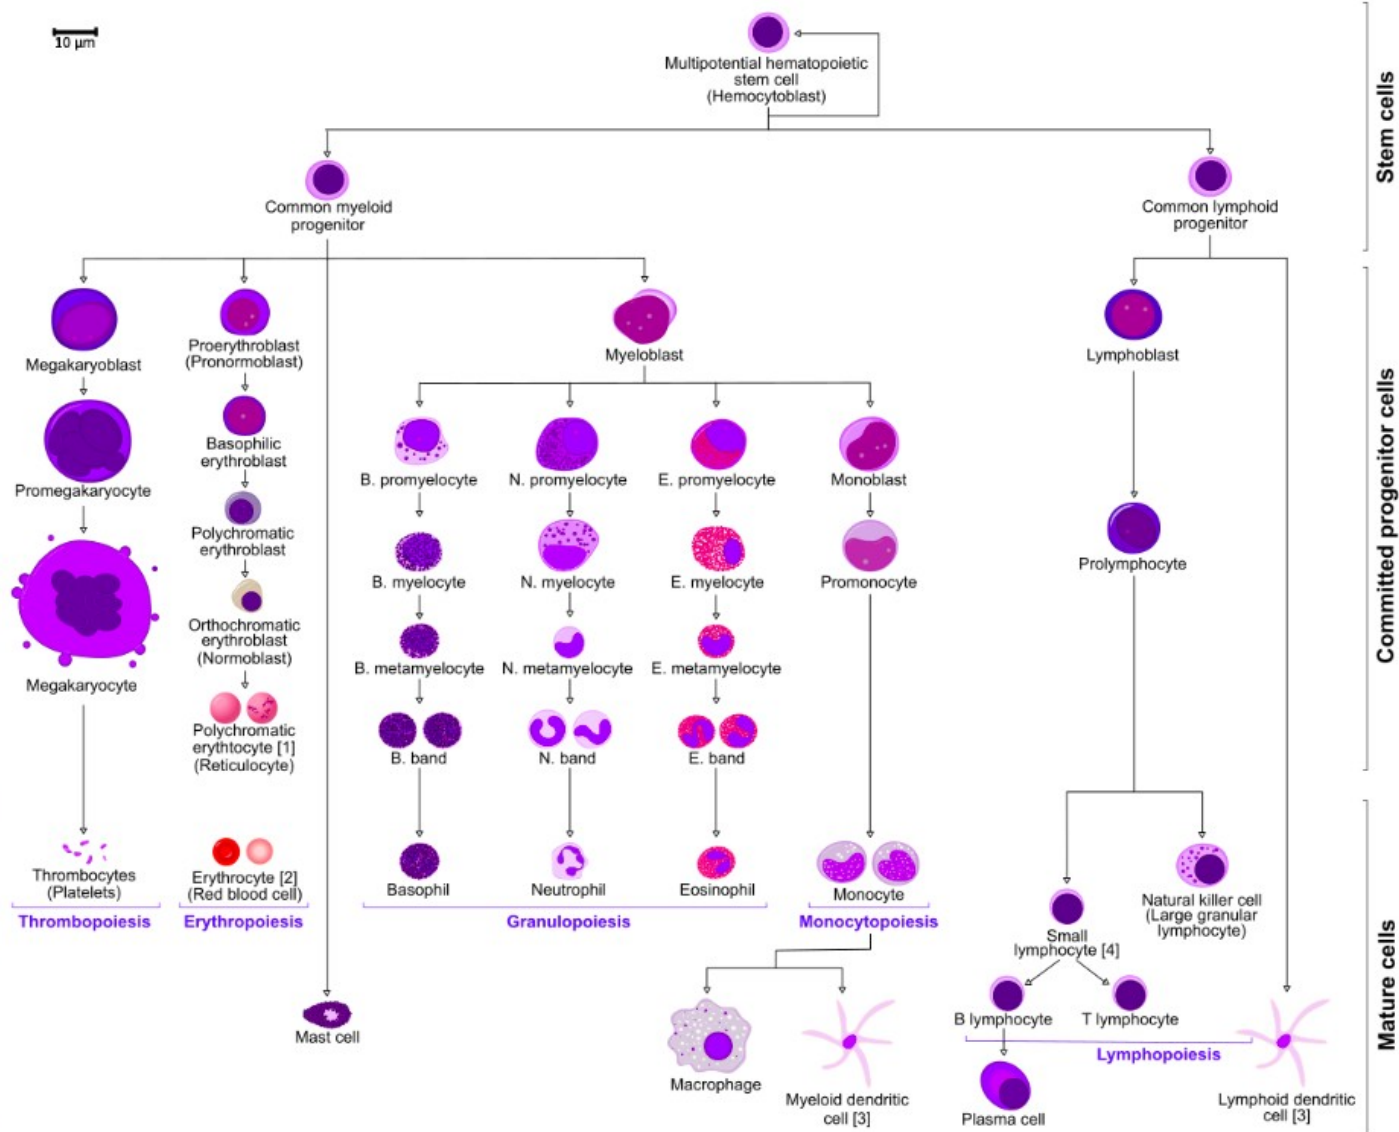 10 µm
Multipotential hematopoietic
stem cell
(Hemocytoblast)
Stem cells
Common myeloid
progenitor
Common lymphoid
progenitor
Megakaryoblast
Proerythroblast
(Pronormoblast)
Myeloblast
Lymphoblast
Committed progenitor cells
Promegakaryocyte
Basophilic
erythroblast
B. promyelocyte
N. promyelocyte
E. promyelocyte
Monoblast
Polychromatic
erythroblast
B. myelocyte
N. myelocyte
E. myelocyte
Promonocyte
Prolymphocyte
Megakaryocyte
Orthochromatic
erythroblast
(Normoblast)
B. metamyelocyte
N. metamyelocyte
E. metamyelocyte
Polychromatic
erythtocyte [1]
(Reticulocyte)
B. band
N. band
E. band
Thrombocytes
(Platelets)
Erythrocyte [2]
(Red blood cell)
Basophil
Neutrophil
Eosinophil
Monocyte
Natural killer cell
(Large granular
lymphocyte)
Small
lymphocyte [4]
Mature cells
Thrombopoiesis
Erythropoiesis
Granulopoiesis
Monocytopoiesis
Mast cell
Macrophage
Myeloid dendritic
cell [3]
B lymphocyte
T lymphocyte
Lymphopoiesis
Plasma cell
Lymphoid dendritic
cell [3]